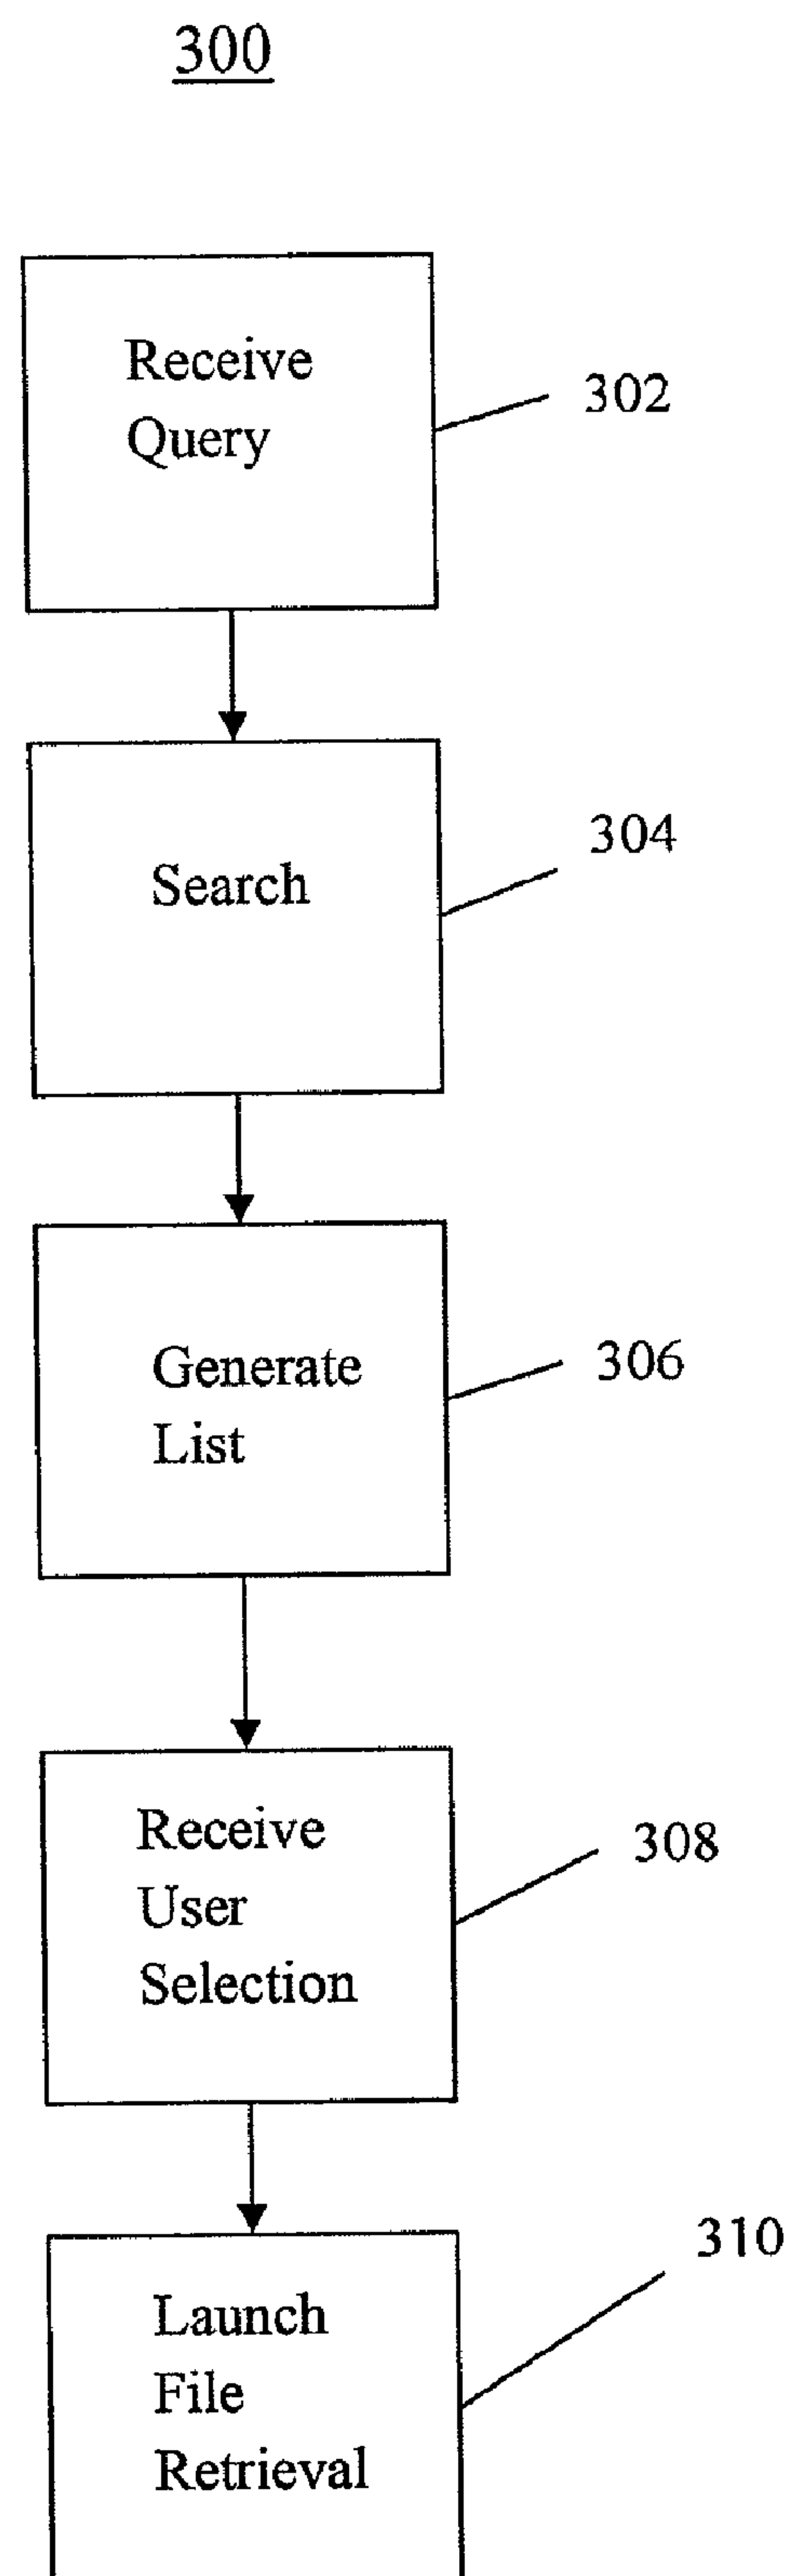 300
Receive
Query
302
Search
304
Generate
List
306
Receive
User
Selection
308
Launch
File
Retrieval
310